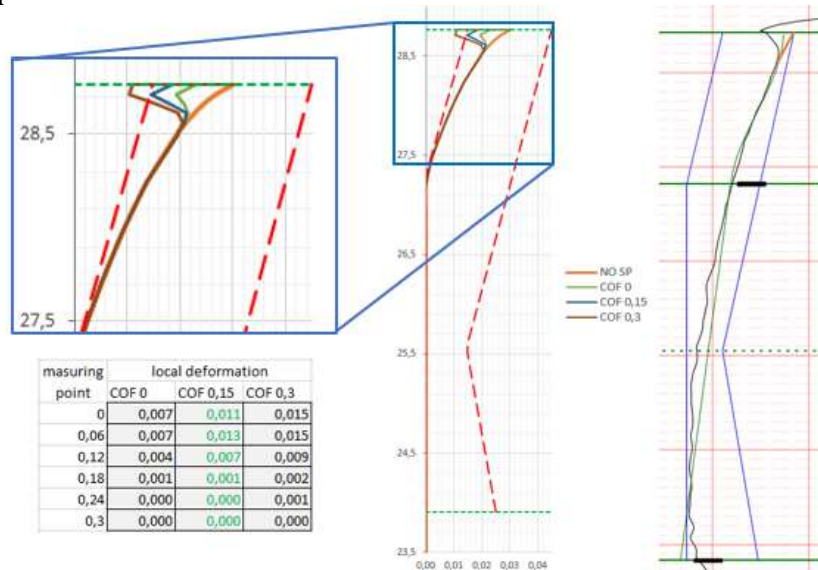 28,5
27,5
28,5
27,5
26,5
25,5
24,5
23,5
0,00 0,01 0,02 0,03 0,04
NO SP
COF 0
COF 0,15
COF 0,3
masuring point local deformation
COF 0 COF 0,15 COF 0,3
0 0,007 0,011 0,015
0,06 0,007 0,013 0,015
0,12 0,004 0,007 0,009
0,18 0,001 0,001 0,002
0,24 0,000 0,000 0,001
0,3 0,000 0,000 0,000